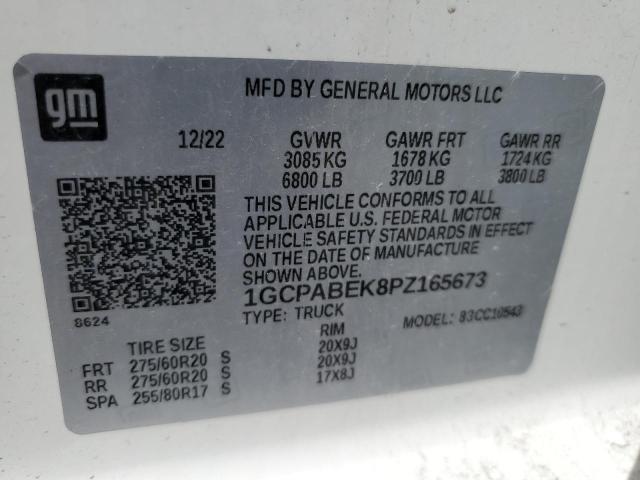 gm
MFD BY GENERAL MOTORS LLC
12/22 GVWR GAWR FRT GAWR RR
3085 KG 1678 KG 1724 KG
6800 LB 3700 LB 3800 LB
THIS VEHICLE CONFORMS TO ALL
APPLICABLE U.S. FEDERAL MOTOR
VEHICLE SAFETY STANDARDS IN EFFECT
ON THE DATE OF MANUFACTURE
SHOWN ABOVE.
1GCPABEK8PZ165673
8624
TYPE: TRUCK MODEL: 83CC10543
TIRE SIZE RIM
FRT 275/60R20 S 20X9J
RR 275/60R20 S 20X9J
SPA 255/80R17 S 17X8J